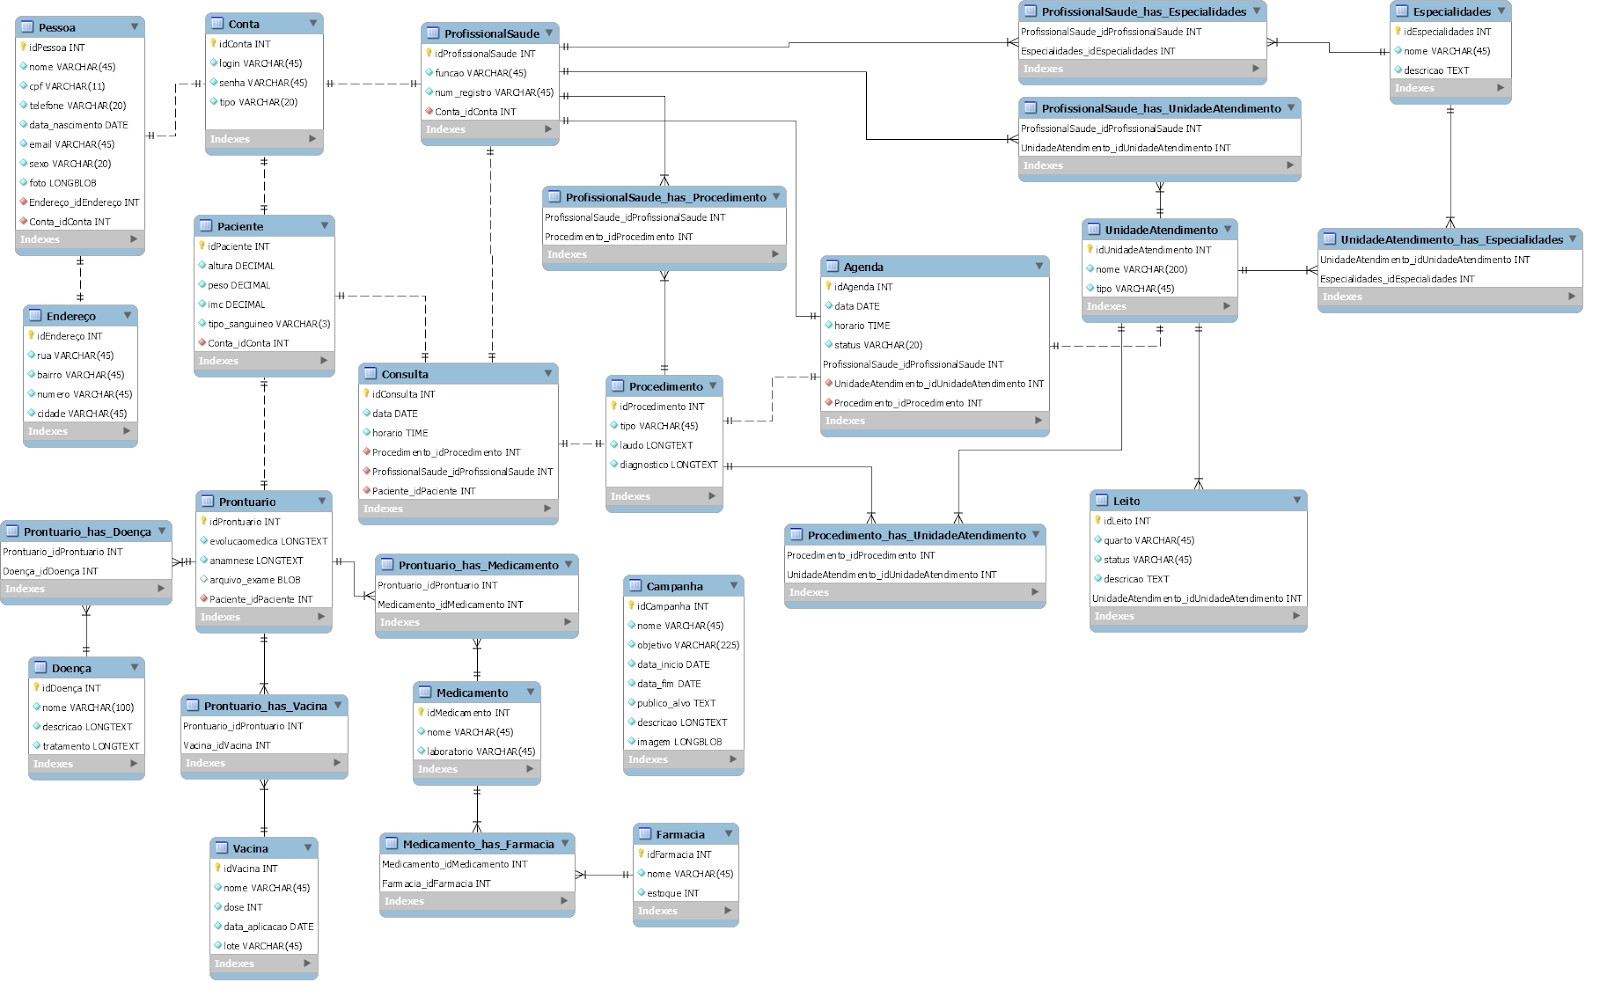 Pessoa
idPessoa INT
nome VARCHAR(45)
cpf VARCHAR(11)
telefone VARCHAR(20)
data_nascimento DATE
email VARCHAR(45)
sexo VARCHAR(20)
foto LONGBLOB
Endereço_idEndereço INT
Conta_idConta INT
Indexes
Conta
idConta INT
login VARCHAR(45)
senha VARCHAR(45)
tipo VARCHAR(20)
Indexes
ProfissionalSaude
idProfissionalSaude INT
funcao VARCHAR(45)
num_registro VARCHAR(45)
Conta_idConta INT
Indexes
ProfissionalSaude_has_Especialidades
ProfissionalSaude_idProfissionalSaude INT
Especialidades_idEspecialidades INT
Indexes
Especialidades
idEspecialidades INT
nome VARCHAR(45)
descricao TEXT
Indexes
ProfissionalSaude_has_UnidadeAtendimento
ProfissionalSaude_idProfissionalSaude INT
UnidadeAtendimento_idUnidadeAtendimento INT
Indexes
ProfissionalSaude_has_Procedimento
ProfissionalSaude_idProfissionalSaude INT
Procedimento_idProcedimento INT
Indexes
Paciente
idPaciente INT
altura DECIMAL
peso DECIMAL
imc DECIMAL
tipo_sanguineo VARCHAR(3)
Conta_idConta INT
Indexes
UnidadeAtendimento
idUnidadeAtendimento INT
nome VARCHAR(200)
tipo VARCHAR(45)
Indexes
UnidadeAtendimento_has_Especialidades
UnidadeAtendimento_idUnidadeAtendimento INT
Especialidades_idEspecialidades INT
Indexes
Agenda
idAgenda INT
data DATE
horario TIME
status VARCHAR(20)
ProfissionalSaude_idProfissionalSaude INT
UnidadeAtendimento_idUnidadeAtendimento INT
Procedimento_idProcedimento INT
Indexes
Endereço
idEndereço INT
rua VARCHAR(45)
bairro VARCHAR(45)
numero VARCHAR(45)
cidade VARCHAR(45)
Indexes
Consulta
idConsulta INT
data DATE
horario TIME
Procedimento_idProcedimento INT
ProfissionalSaude_idProfissionalSaude INT
Paciente_idPaciente INT
Indexes
Procedimento
idProcedimento INT
tipo VARCHAR(45)
laudo LONGTEXT
diagnostico LONGTEXT
Indexes
Prontuario
idProntuario INT
evolucaomedica LONGTEXT
anamnese LONGTEXT
arquivo_exame BLOB
Paciente_idPaciente INT
Indexes
Prontuario_has_Doença
Prontuario_idProntuario INT
Doença_idDoença INT
Indexes
Prontuario_has_Medicamento
Prontuario_idProntuario INT
Medicamento_idMedicamento INT
Indexes
Procedimento_has_UnidadeAtendimento
Procedimento_idProcedimento INT
UnidadeAtendimento_idUnidadeAtendimento INT
Indexes
Leito
idLeito INT
quarto VARCHAR(45)
status VARCHAR(45)
descricao TEXT
UnidadeAtendimento_idUnidadeAtendimento INT
Indexes
Campanha
idCampanha INT
nome VARCHAR(45)
objetivo VARCHAR(225)
data_inicio DATE
data_fim DATE
publico_alvo TEXT
descricao LONGTEXT
imagem LONGBLOB
Indexes
Doença
idDoença INT
nome VARCHAR(100)
descricao LONGTEXT
tratamento LONGTEXT
Indexes
Prontuario_has_Vacina
Prontuario_idProntuario INT
Vacina_idVacina INT
Indexes
Medicamento
idMedicamento INT
nome VARCHAR(45)
laboratorio VARCHAR(45)
Indexes
Medicamento_has_Farmacia
Medicamento_idMedicamento INT
Farmacia_idFarmacia INT
Indexes
Farmacia
idFarmacia INT
nome VARCHAR(45)
estoque INT
Indexes
Vacina
idVacina INT
nome VARCHAR(45)
dose INT
data_aplicacao DATE
lote VARCHAR(45)
Indexes